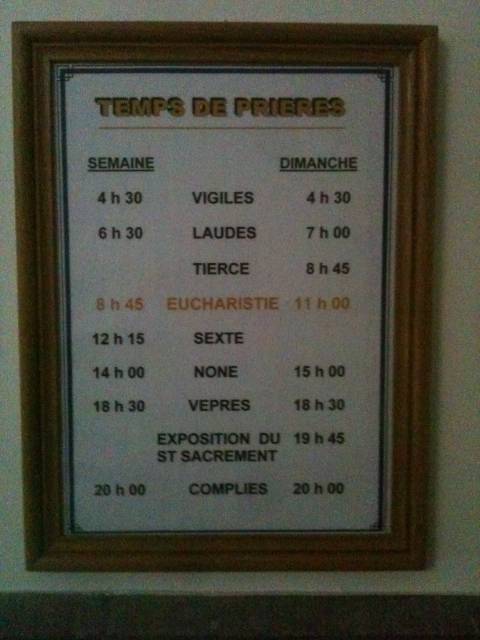 TEMPS DE PRIERES
SEMAINE DIMANCHE
4 h 30 VIGILES 4 h 30
6 h 30 LAUDES 7 h 00
TIERCE 8 h 45
8 h 45 EUCHARISTIE 11 h 00
12 h 15 SEXTE
14 h 00 NONE 15 h 00
18 h 30 VEPRES 18 h 30
EXPOSITION DU 19 h 45
ST SACREMENT
20 h 00 COMPLIES 20 h 00